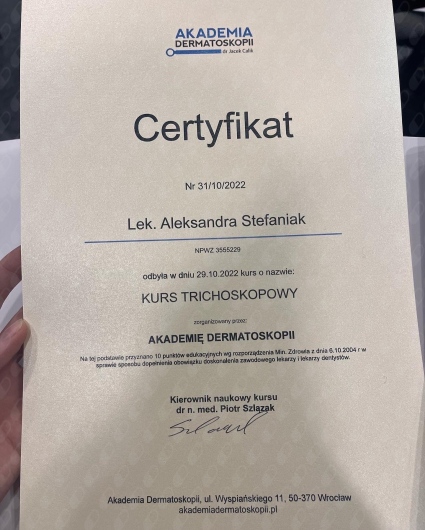 AKADEMIA
DERMATOSKOPII
dr Jacek Calik
Certyfikat
Nr 31/10/2022
Lek. Aleksandra Stefaniak
NPWZ 3555229
odbyła w dniu 29.10.2022 kurs o nazwie:
KURS TRICHOSKOPOWY
zorganizowany przez:
AKADEMIĘ DERMATOSKOPII
Na tej podstawie przyznano 10 punktów edukacyjnych wg rozporządzenia Min. Zdrowia z dnia 6.10.2004 r w
sprawie sposobu dopełnienia obowiązku doskonalenia zawodowego lekarzy i lekarzy dentystów.
Kierownik naukowy kursu
dr n. med. Piotr Szlązak
Akademia Dermatoskopii, ul. Wyspiańskiego 11, 50-370 Wrocław
akademiadermatoskopii.pl